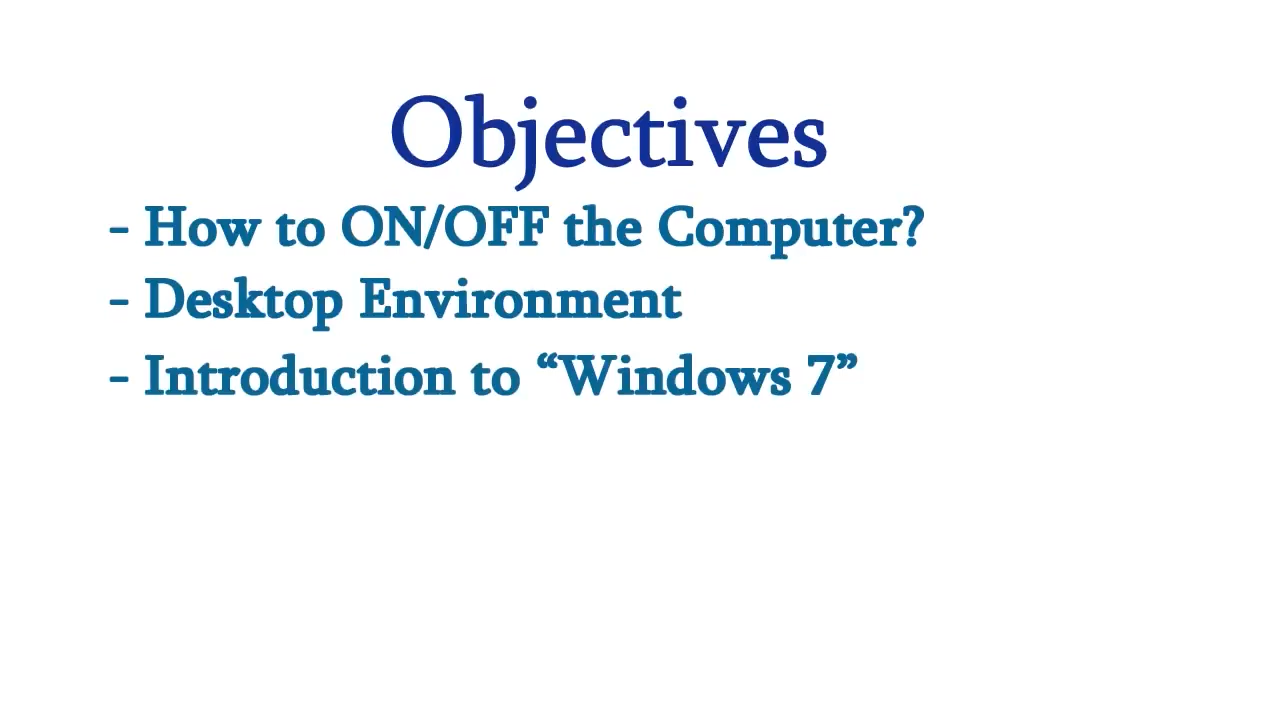 Objectives
- How to ON/OFF the Computer?
- Desktop Environment
- Introduction to “Windows 7”